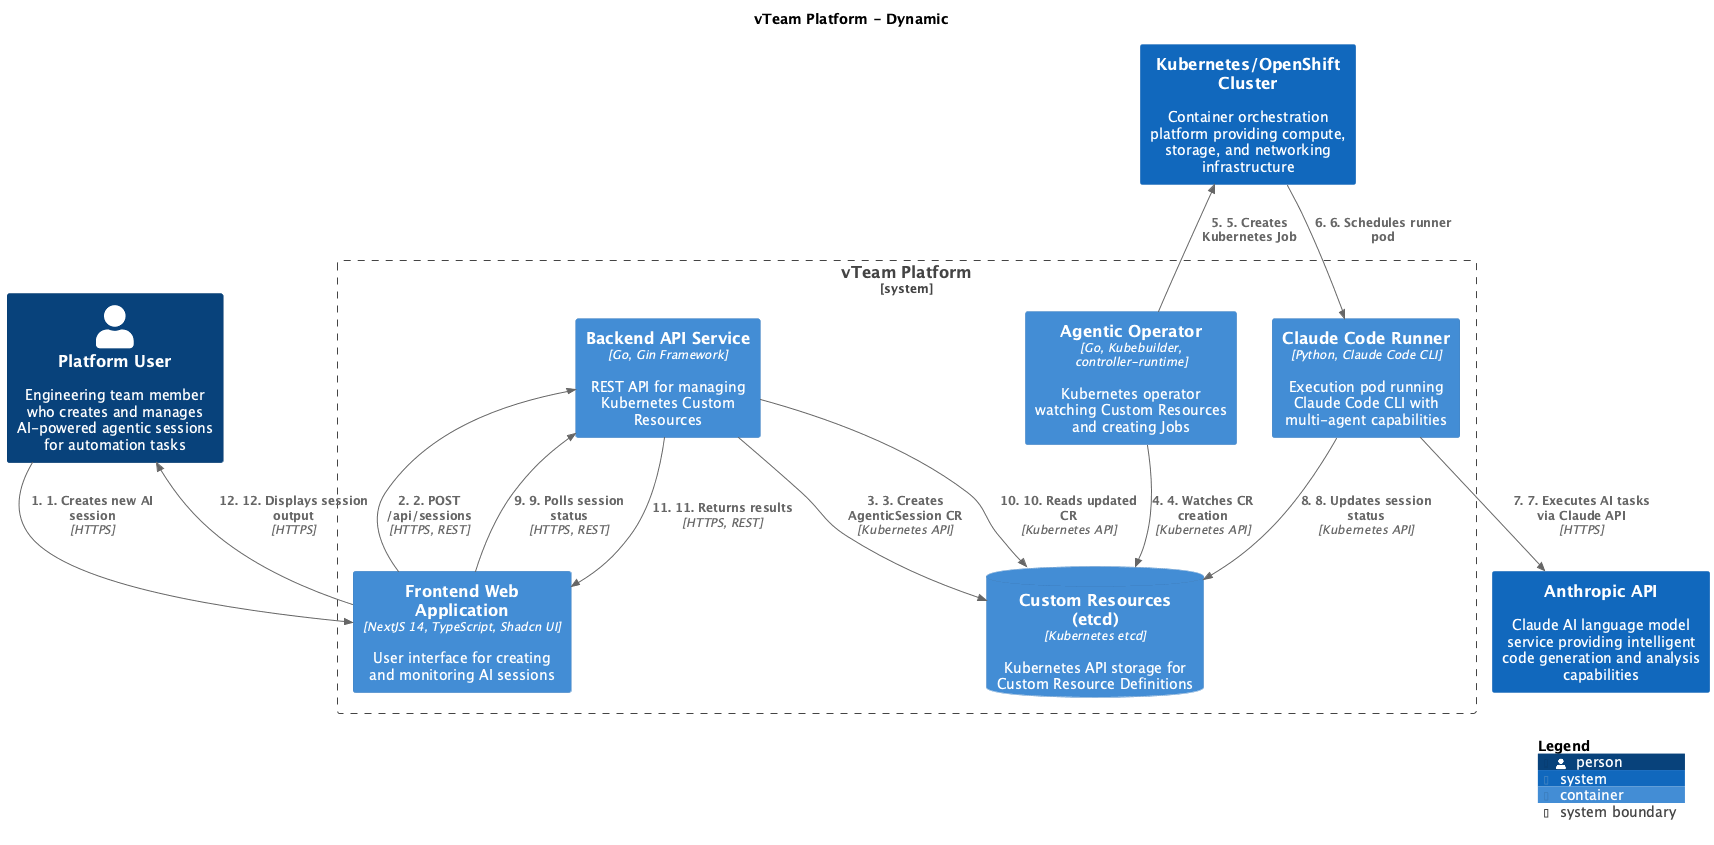 vTeam Platform - Dynamic
Kubernetes/OpenShift
Cluster
Container orchestration
platform providing compute,
storage, and networking
infrastructure
5. 5. Creates
Kubernetes Job
6. 6. Schedules runner
pod
vTeam Platform
[system]
Platform User
Engineering team member
who creates and manages
AI-powered agentic sessions
for automation tasks
Backend API Service
[Go, Gin Framework]
REST API for managing
Kubernetes Custom
Resources
Agentic Operator
[Go, Kubebuilder,
controller-runtime]
Kubernetes operator
watching Custom Resources
and creating Jobs
Claude Code Runner
[Python, Claude Code CLI]
Execution pod running
Claude Code CLI with
multi-agent capabilities
1. 1. Creates new AI
session
[HTTPS]
12. 12. Displays session
output
[HTTPS]
2. 2. POST
/api/sessions
[HTTPS, REST]
9. 9. Polls session
status
[HTTPS, REST]
11. 11. Returns results
[HTTPS, REST]
3. 3. Creates
AgenticSession CR
[Kubernetes API]
10. 10. Reads updated
CR
[Kubernetes API]
4. 4. Watches CR
creation
[Kubernetes API]
8. 8. Updates session
status
[Kubernetes API]
7. 7. Executes AI tasks
via Claude API
[HTTPS]
Frontend Web
Application
[NextJS 14, TypeScript, Shadcn UI]
User interface for creating
and monitoring AI sessions
Custom Resources
(etcd)
[Kubernetes etcd]
Kubernetes API storage for
Custom Resource Definitions
Anthropic API
Claude AI language model
service providing intelligent
code generation and analysis
capabilities
Legend
person
system
container
system boundary